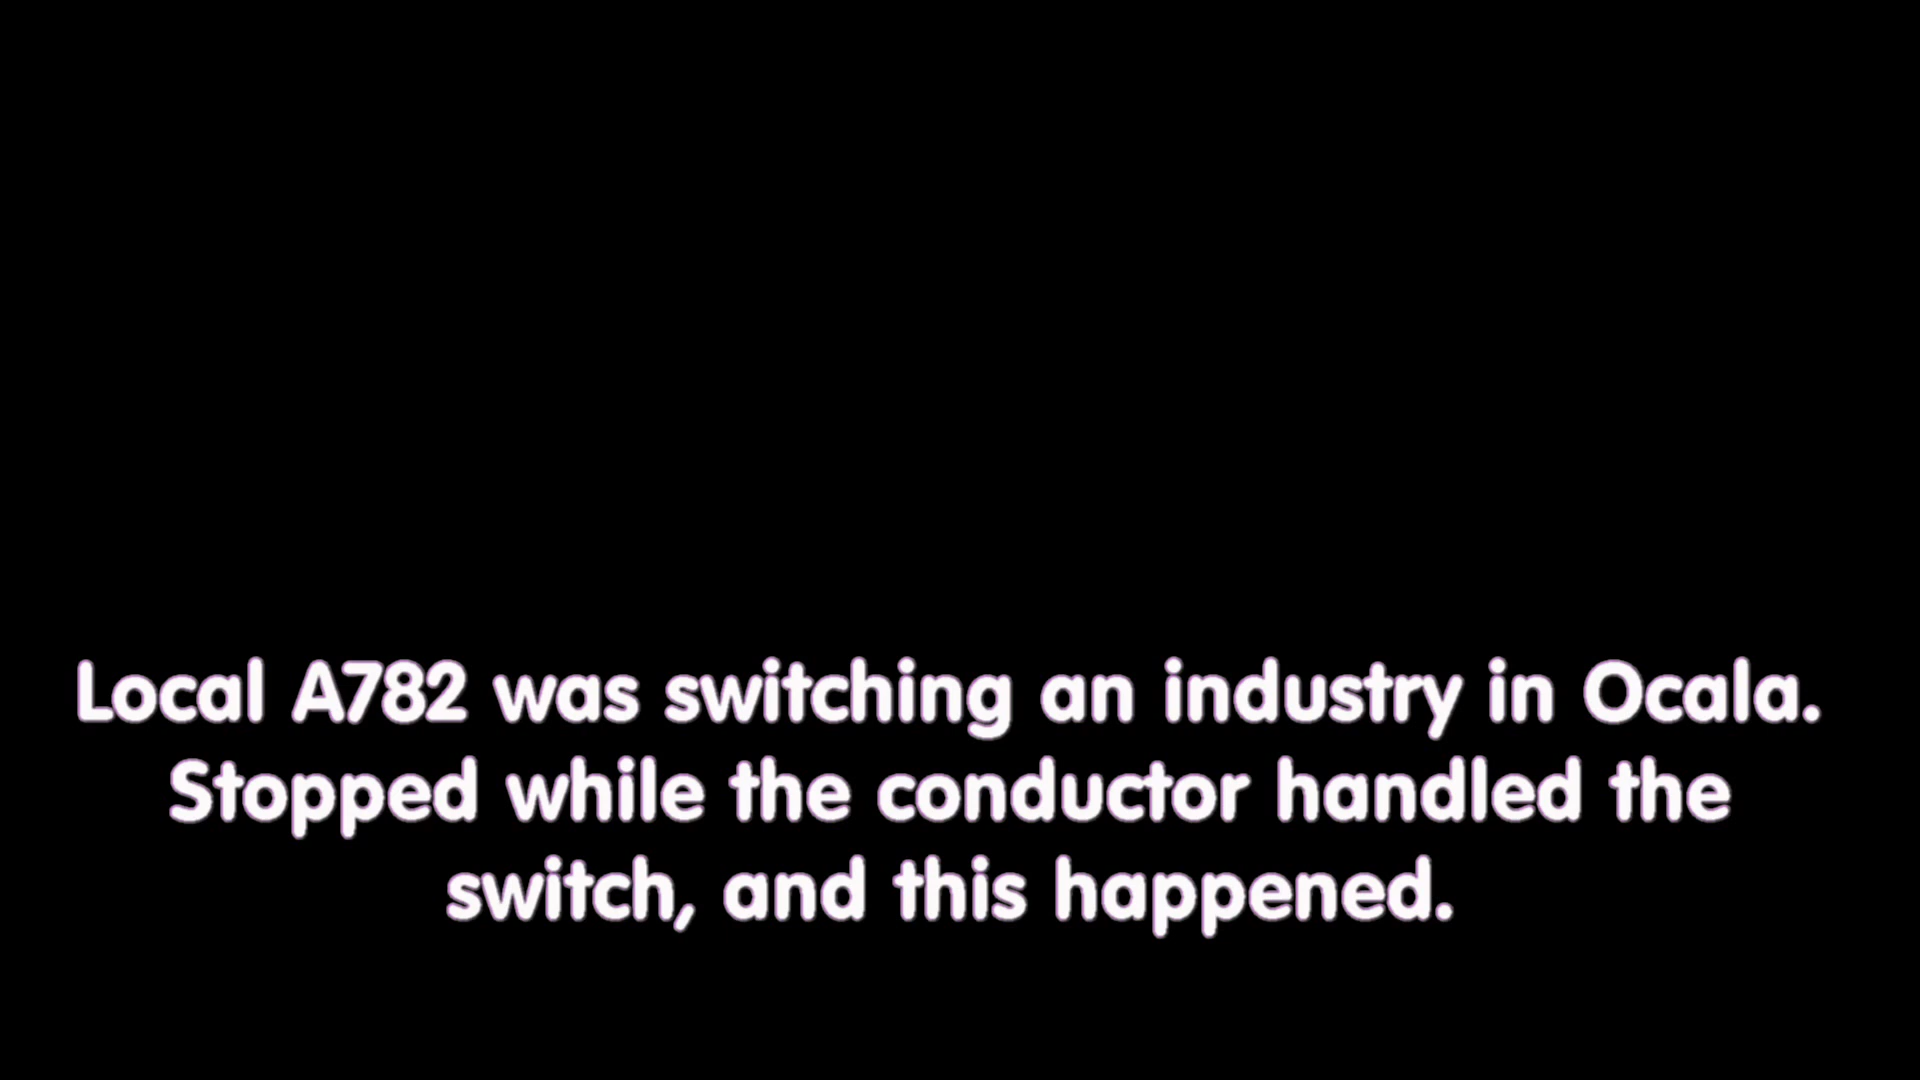 Local A782 was switching an industry in Ocala.
Stopped while the conductor handled the
switch, and this happened.